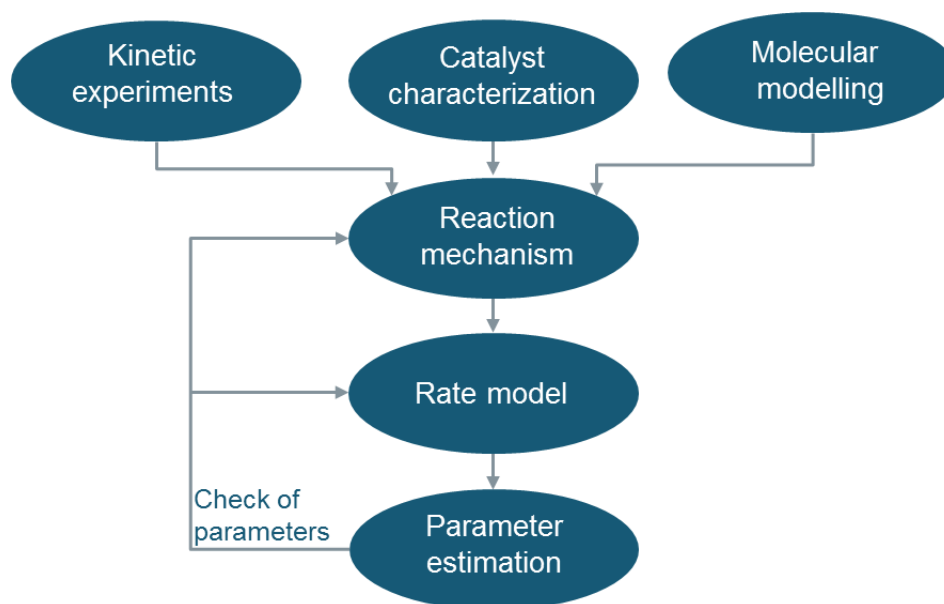 Kinetic
experiments
Catalyst
characterization
Molecular
modelling
Reaction
mechanism
Rate model
Check of
parameters
Parameter
estimation